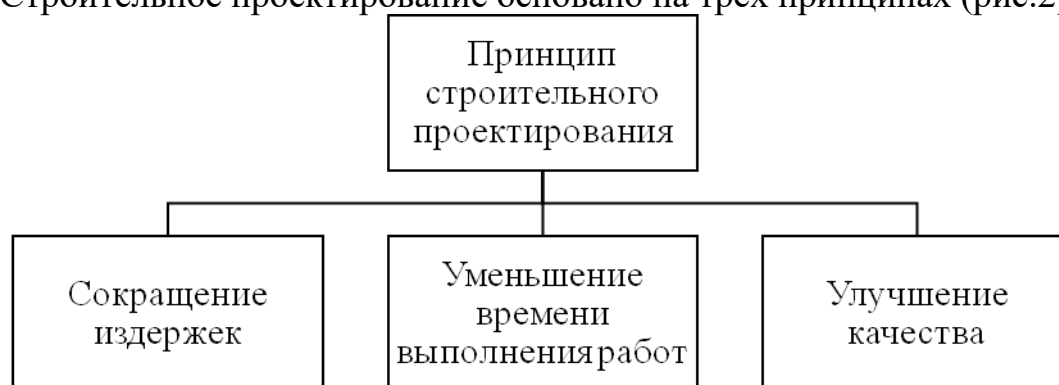 Строительное проектирование основано на трех принципах (рис.2)
Принцип
строительного
проектирования
Сокращение
издержек
Уменьшение
времени
выполнения работ
Улучшение
качества